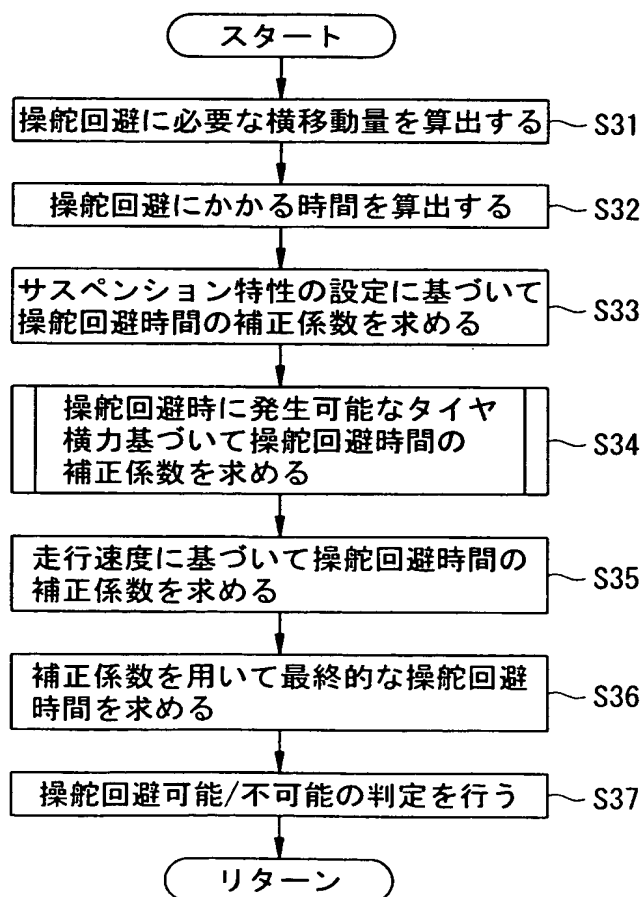 スタート
操舵回避に必要な横移動量を算出する
S31
操舵回避にかかる時間を算出する
S32
サスペンション特性の設定に基づいて
操舵回避時間の補正係数を求める
S33
操舵回避時に発生可能なタイヤ
横力基づいて操舵回避時間の
補正係数を求める
S34
走行速度に基づいて操舵回避時間の
補正係数を求める
S35
補正係数を用いて最終的な操舵回避
時間を求める
S36
操舵回避可能/不可能の判定を行う
S37
リターン